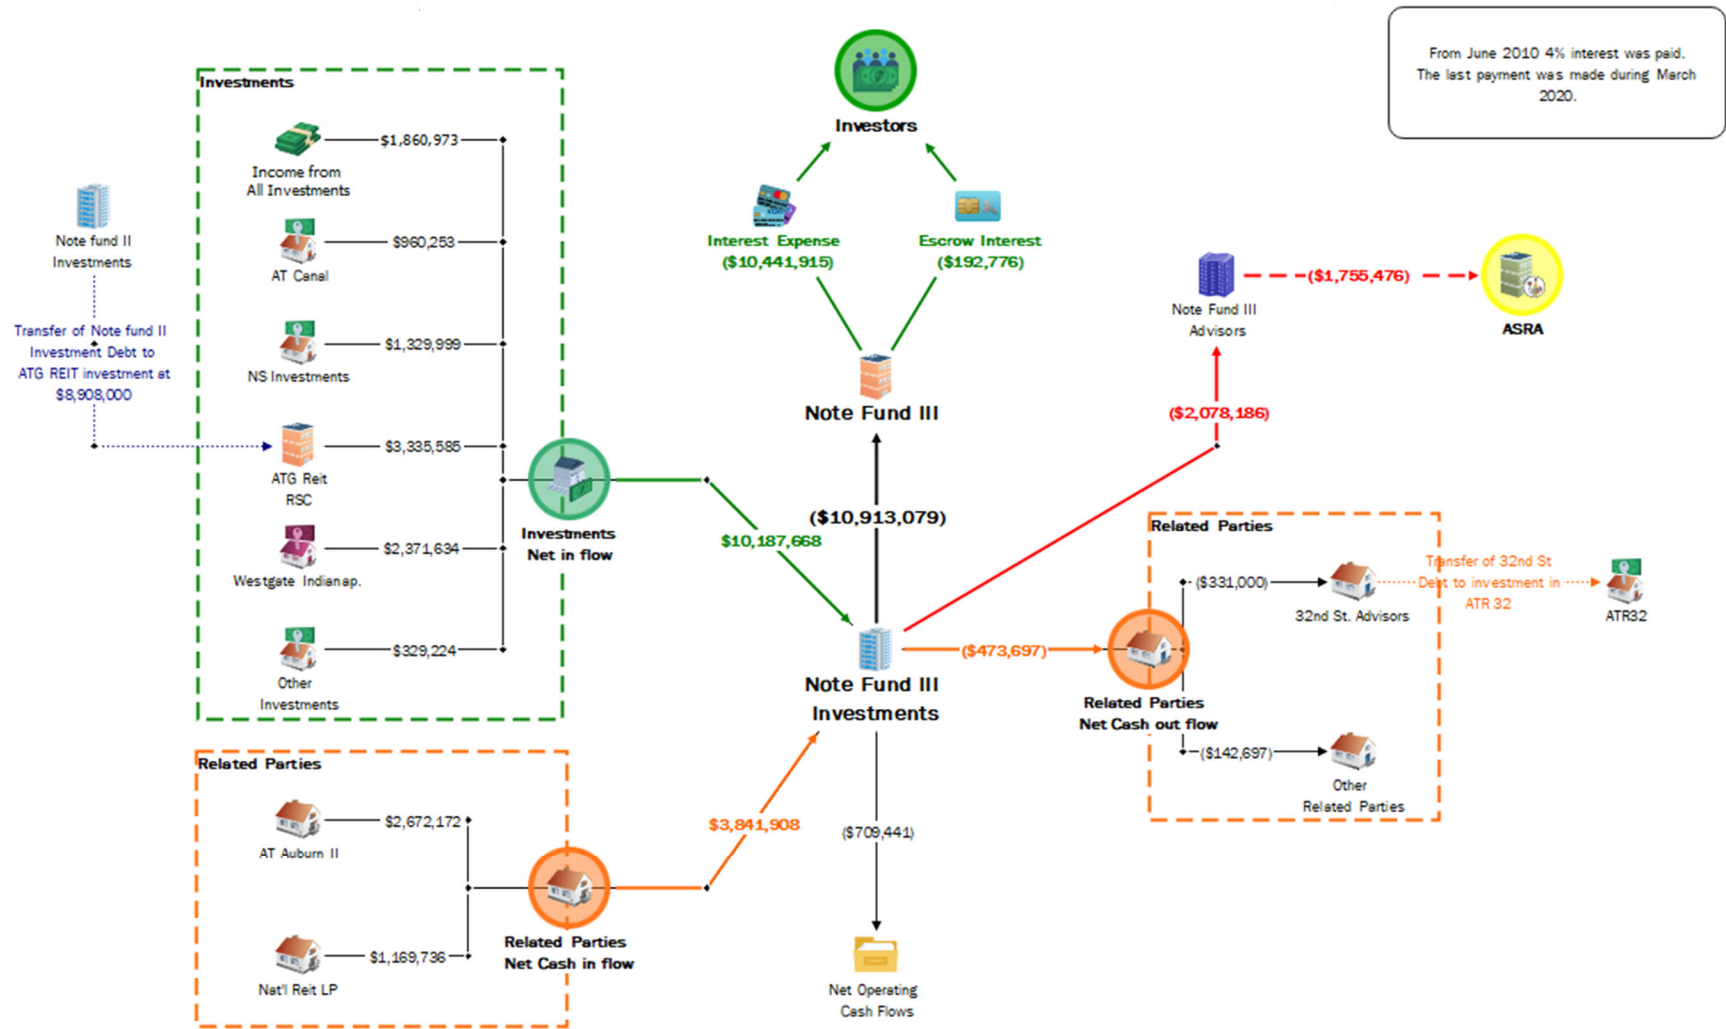 From June 2010 4% interest was paid.
The last payment was made during March
2020.
Investments
$1,860,973
Income from
All Investments
$960,253
AT Canal
$1,329,999
NS Investments
$3,335,585
ATG Reit
RSC
$2,371,634
Westgate Indianap.
$329,224
Other
Investments
Note fund II
Investments
Transfer of Note fund II
Investment Debt to
ATG REIT investment at
$8,908,000
Investments
Net in flow
$10,187,668
Related Parties
$2,672,172
AT Auburn II
$1,169,736
Nat'l Reit LP
Related Parties
Net Cash in flow
$3,841,908
Investors
Interest Expense
($10,441,915)
Escrow Interest
($192,776)
Note Fund III
($10,913,079)
Note Fund III
Investments
($709,441)
Net Operating
Cash Flows
($2,078,186)
Note Fund III
Advisors
($1,755,476)
ASRA
($473,697)
Related Parties
Net Cash out flow
Related Parties
($331,000)
32nd St. Advisors
Transfer of 32nd St
Debt to investment in
ATR 32
ATR32
($142,697)
Other
Related Parties